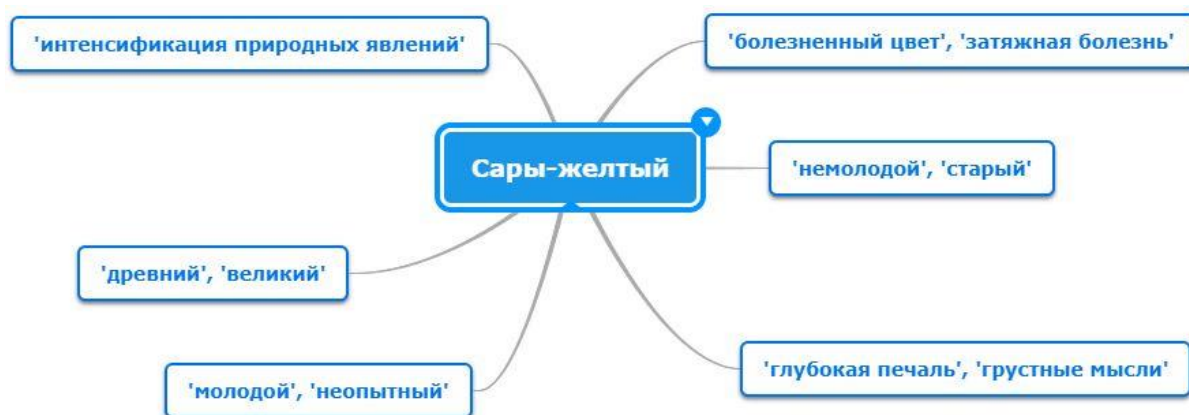 'интенсификация природных явлений'
'болезненный цвет', 'затяжная болезнь'
Сары-желтый
'немолодой', 'старый'
'древний', 'великий'
'молодой', 'неопытный'
'глубокая печаль', 'грустные мысли'